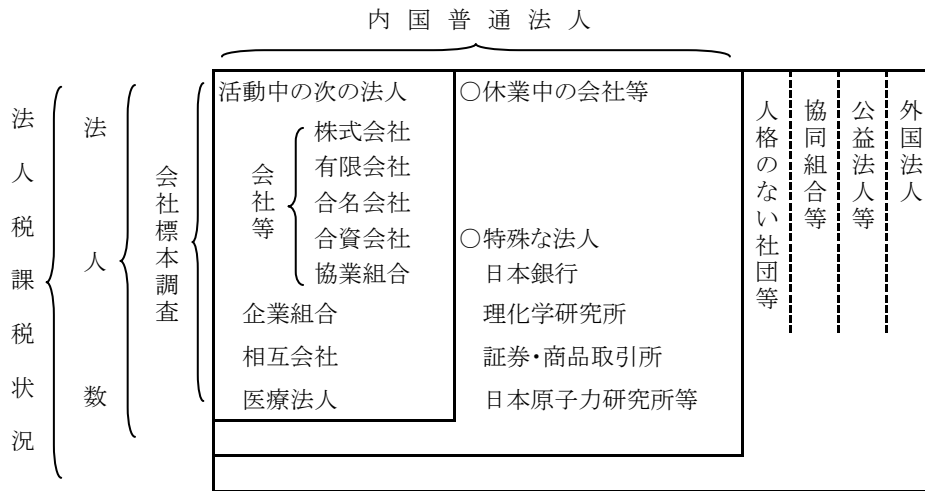 内国普通法人
法人税課税状況
法人数
会社標本調査
活動中の次の法人
会社等
株式会社
有限会社
合名会社
合資会社
協業組合
企業組合
相互会社
医療法人
○休業中の会社等
○特殊な法人
日本銀行
理化学研究所
証券・商品取引所
日本原子力研究所等
人格のない社団等
協同組合等
公益法人等
外国法人